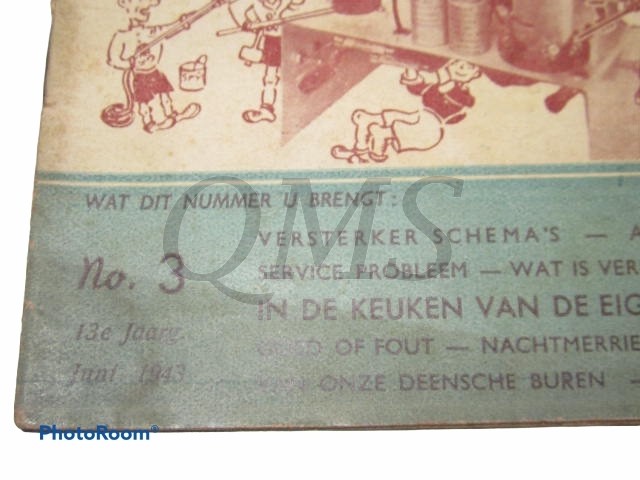 WAT DIT NUMMER U BRENGT:
QMS
No. 3
13e Jaarg.
Juni 1943
VERSTERKER SCHEMA'S — A
SERVICE PROBLEEM — WAT IS VER
IN DE KEUKEN VAN DE EIG
GOED OF FOUT — NACHTMERRIE
ONZE DEENSCHE BUREN —
PhotoRoom